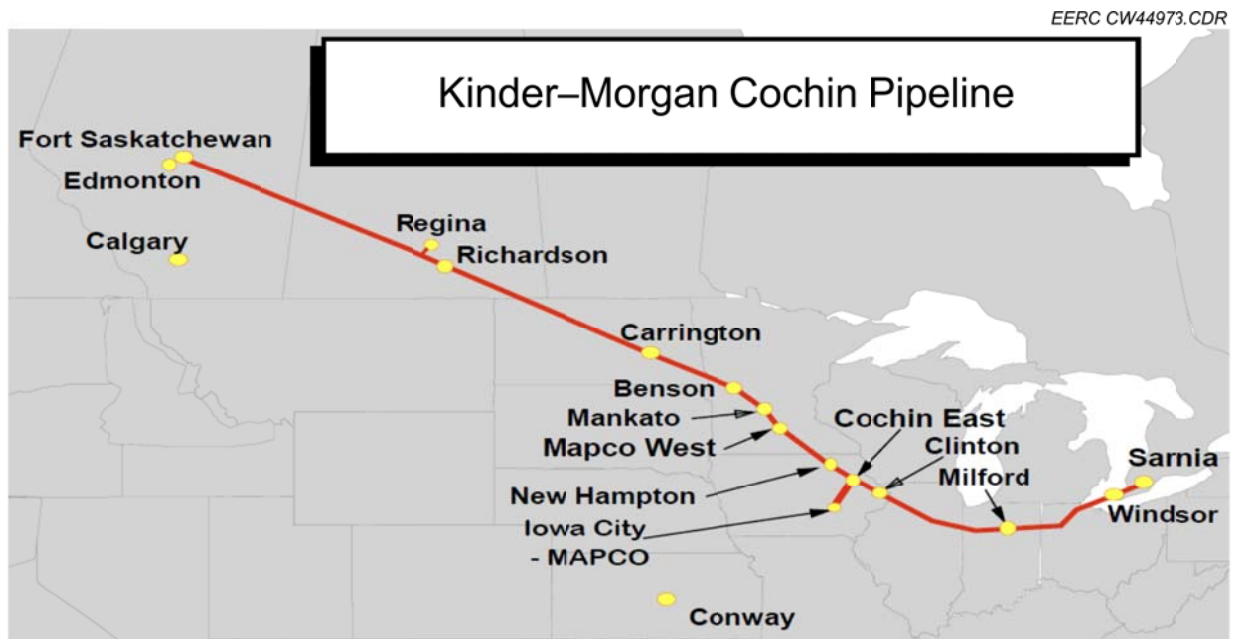 EERC CW44973.CDR
Kinder–Morgan Cochin Pipeline
Fort Saskatchewan
Edmonton
Calgary
Regina
Richardson
Carrington
Benson
Mankato
Mapco West
Cochin East
Clinton
Milford
Sarnia
Windsor
New Hampton
Iowa City
- MAPCO
Conway